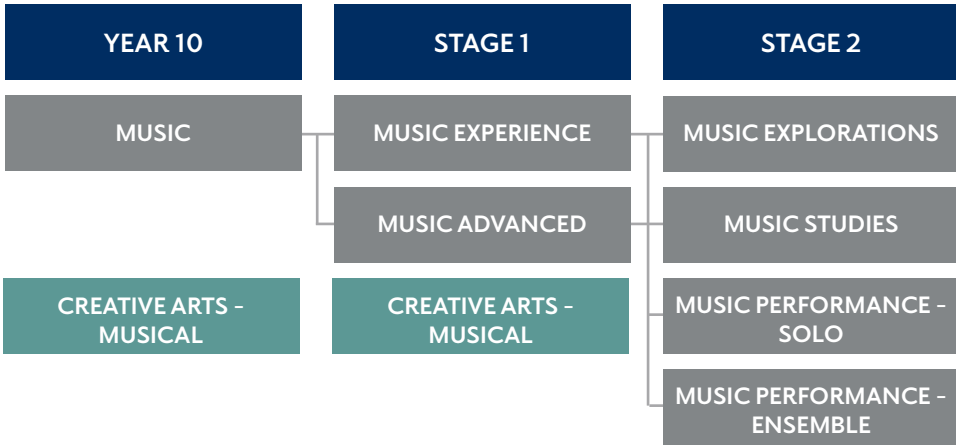 YEAR 10
STAGE 1
STAGE 2
MUSIC
MUSIC EXPERIENCE
MUSIC EXPLORATIONS
MUSIC ADVANCED
MUSIC STUDIES
CREATIVE ARTS –
MUSICAL
CREATIVE ARTS –
MUSICAL
MUSIC PERFORMANCE –
SOLO
MUSIC PERFORMANCE –
ENSEMBLE